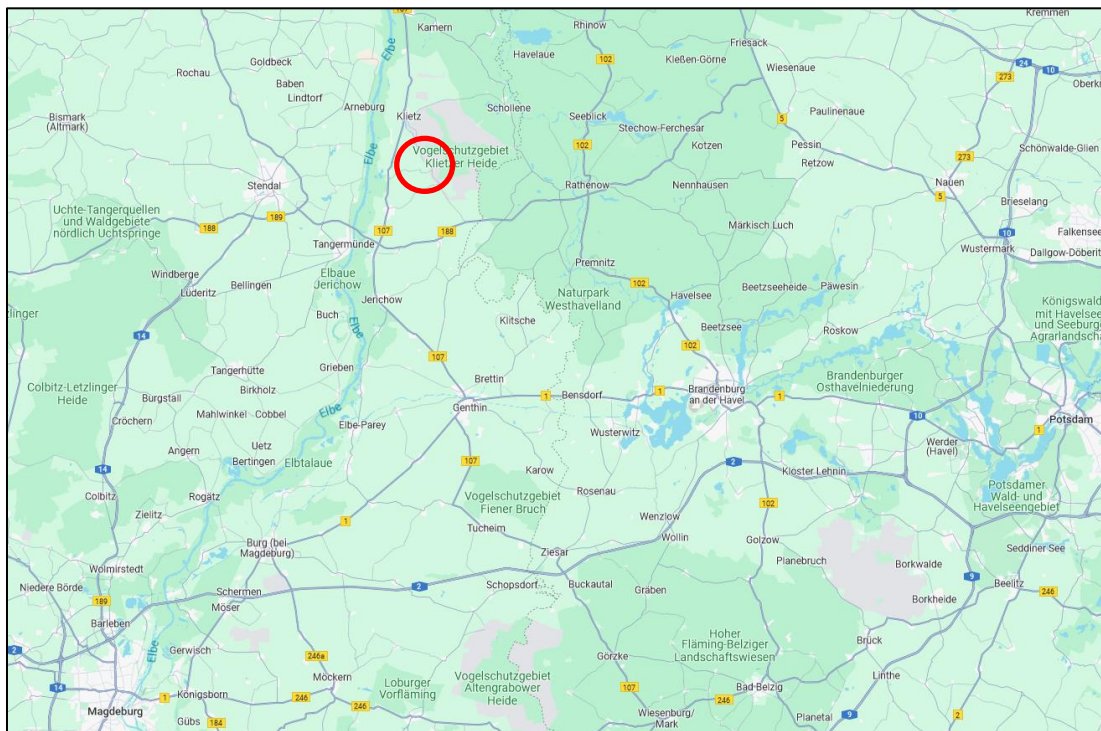 107
Elbe
Kamern
Rhinow
Kremmen
Havelaue
Friesack
Goldbeck
Rochau
102
Kleßen-Görne
Wiesenaue
24
10
273
Oberkr
Baben
Lindtorf
Arneburg
Schollene
Klietz
Seeblick
Stechow-Ferchesar
Paulinenaue
5
Bismark
(Altmark)
Elbe
Vogelschutzgebiet
Klietzer Heide
102
Kotzen
Pessin
Retzow
273
Schönwalde-Glien
Stendal
Rathenow
Nennhausen
Nauen
5
Brieselang
Uchte-Tangerquellen
und Waldgebiete
nördlich Uchtspringe
189
188
107
188
Märkisch Luch
10
Falkensee
Wustermark
Dallgow-Döberitz
Tangermünde
Windberge
Lüderitz
Bellingen
Elbaue
Jerichow
Premnitz
102
Havelsee
Beetzseeheide
Päwesin
zlinger
14
Buch
Jerichow
Elbe
Klitsche
Naturpark
Westhavelland
Beetzsee
Roskow
Königswald
mit Havelseen
und Seeburger
Agrarlandschaft
107
102
Tangerhütte
Grieben
Birkholz
Brettin
Brandenburger
Osthavelniederung
Colbitz-Letzlinger
Heide
Burgstall
Mahlwinkel
Cobbel
Elbe
Genthin
1
Bensdorf
1
Brandenburg
an der Havel
1
10
Potsdam
Cröchern
Elbe-Parey
Wusterwitz
1
Werder
(Havel)
Angern
Uetz
Bertingen
Elbtalaue
107
Karow
2
Kloster Lehnin
14
Colbitz
Rogätz
Vogelschutzgebiet
Fiener Bruch
Rosenau
102
Potsdamer
Wald- und
Havelseengebiet
Zielitz
1
Tucheim
Wenzlow
Golzow
Burg (bei
Magdeburg)
Ziesar
Wollin
Planebruch
Seddiner See
Wolmirstedt
Schopsdorf
Buckautal
Borkwalde
Niedere Börde
189
Schermen
2
Gräben
9
Beelitz
246
Möser
Borkheide
Barleben
2
Elbe
Gerwisch
246a
Hoher
Fläming-Belziger
Landschaftswiesen
Brück
Görzke
Linthe
14
1
Königsborn
Möckern
Loburger
Vorfläming
Vogelschutzgebiet
Altengrabower
Heide
107
246
Bad-Belzig
Magdeburg
Gübs
184
246
246
Wiesenburg/
Mark
Planetal
9
2